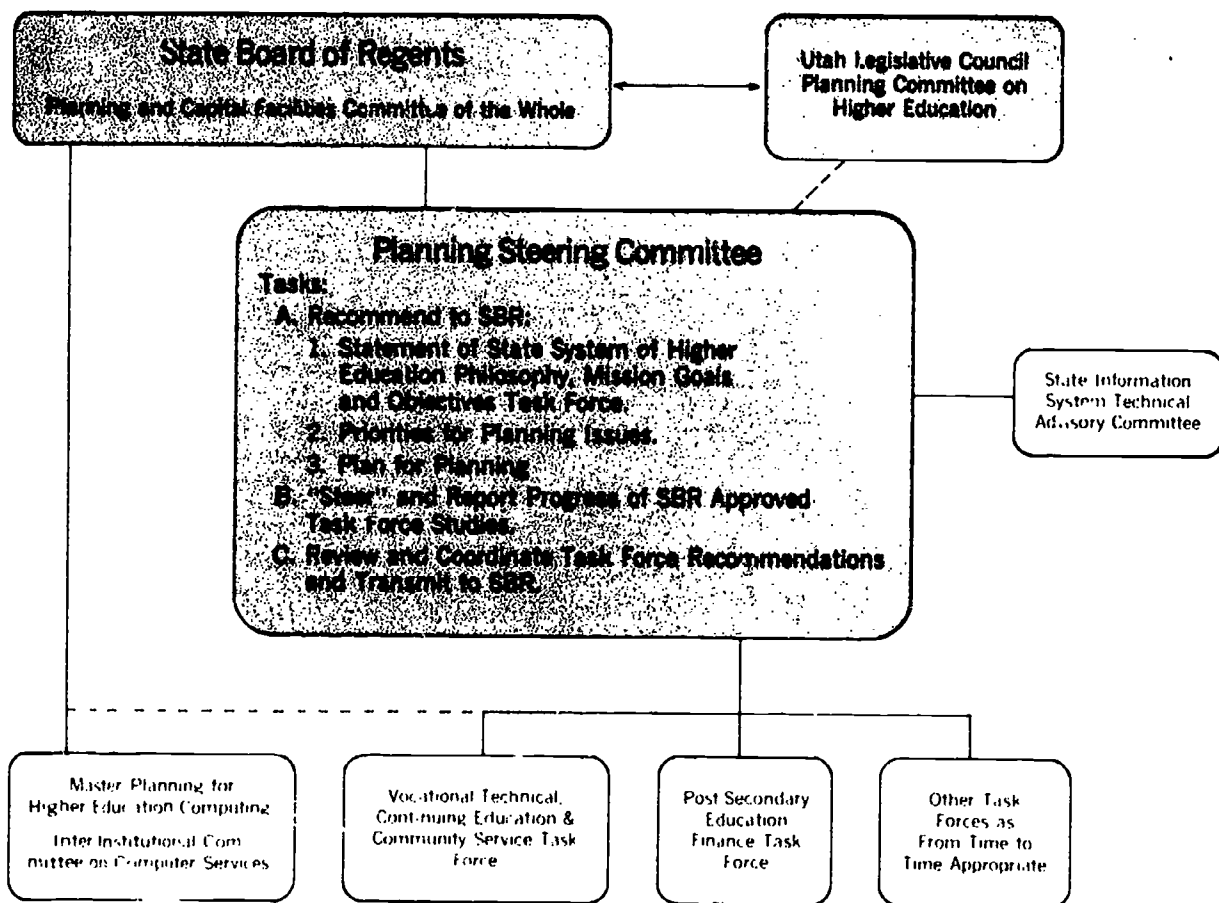 State Board of Regents
Planning and Capital Facilities Committee of the Whole
Utah Legislative Council
Planning Committee on
Higher Education
Planning Steering Committee
Tasks:
A. Recommend to SBR:
1. Statement of State System of Higher
Education Philosophy, Mission Goals
and Objectives Task Force.
2. Priorities for Planning Issues.
3. Plan for Planning
B. "Steer" and Report Progress of SBR Approved
Task Force Studies.
C. Review and Coordinate Task Force Recommendations
and Transmit to SBR.
State Information
System Technical
Advisory Committee
Master Planning for
Higher Education Computing
Inter Institutional Com
mittee on Computer Services
Vocational Technical,
Continuing Education &
Community Service Task
Force
Post Secondary
Education
Finance Task
Force
Other Task
Forces as
From Time to
Time Appropriate